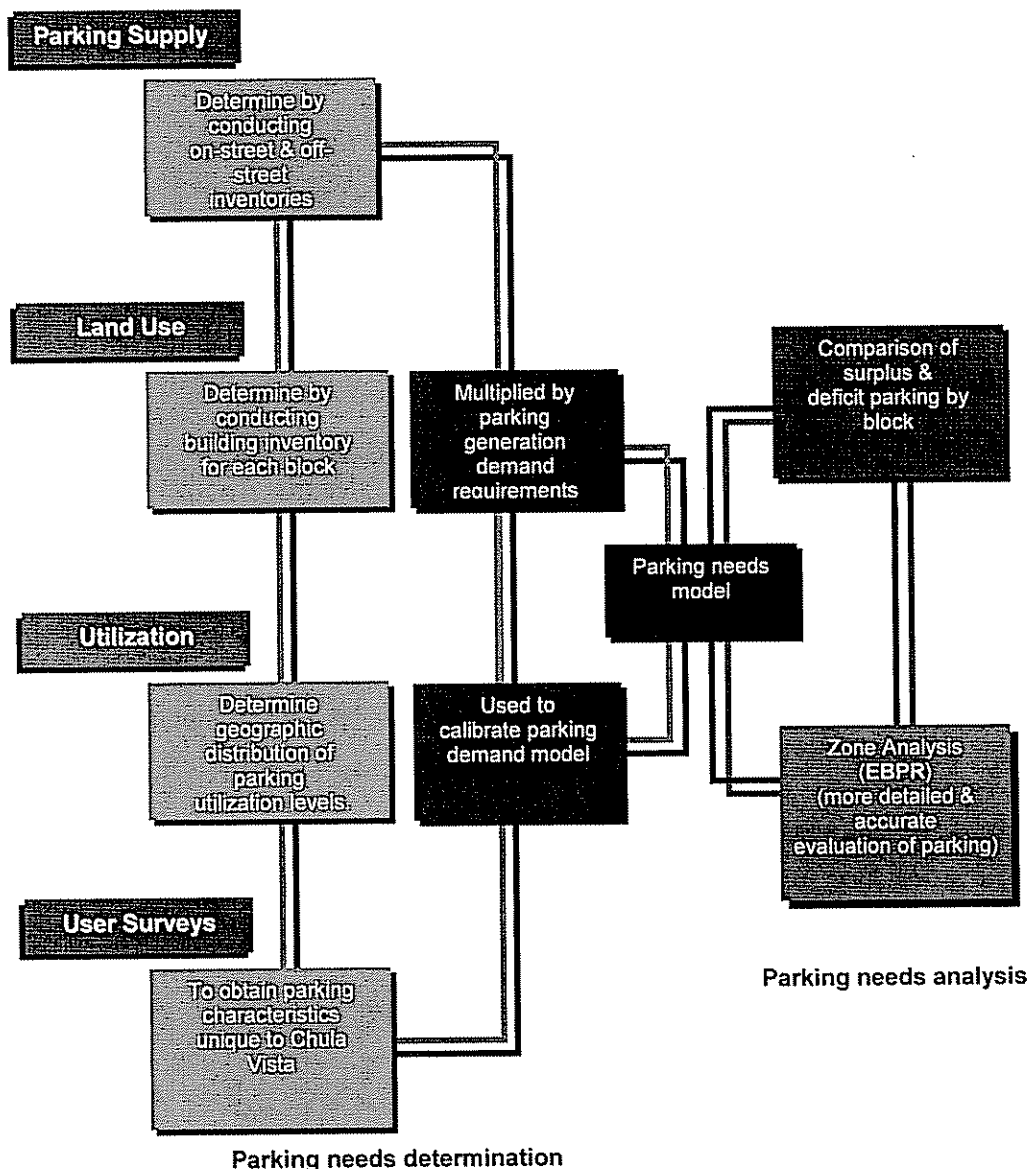 Parking Supply
Determine by
conducting
on-street & off-
street
inventories
Land Use
Determine by
conducting
building inventory
for each block
Multiplied by
parking
generation
demand
requirements
Comparison of
surplus &
deficit parking by
block
Parking needs
model
Utilization
Determine
geographic
distribution of
parking
utilization levels.
Used to
calibrate parking
demand model
Zone Analysis
(EBPR)
(more detailed &
accurate
evaluation of parking)
User Surveys
To obtain parking
characteristics
unique to Chula
Vista
Parking needs analysis
Parking needs determination